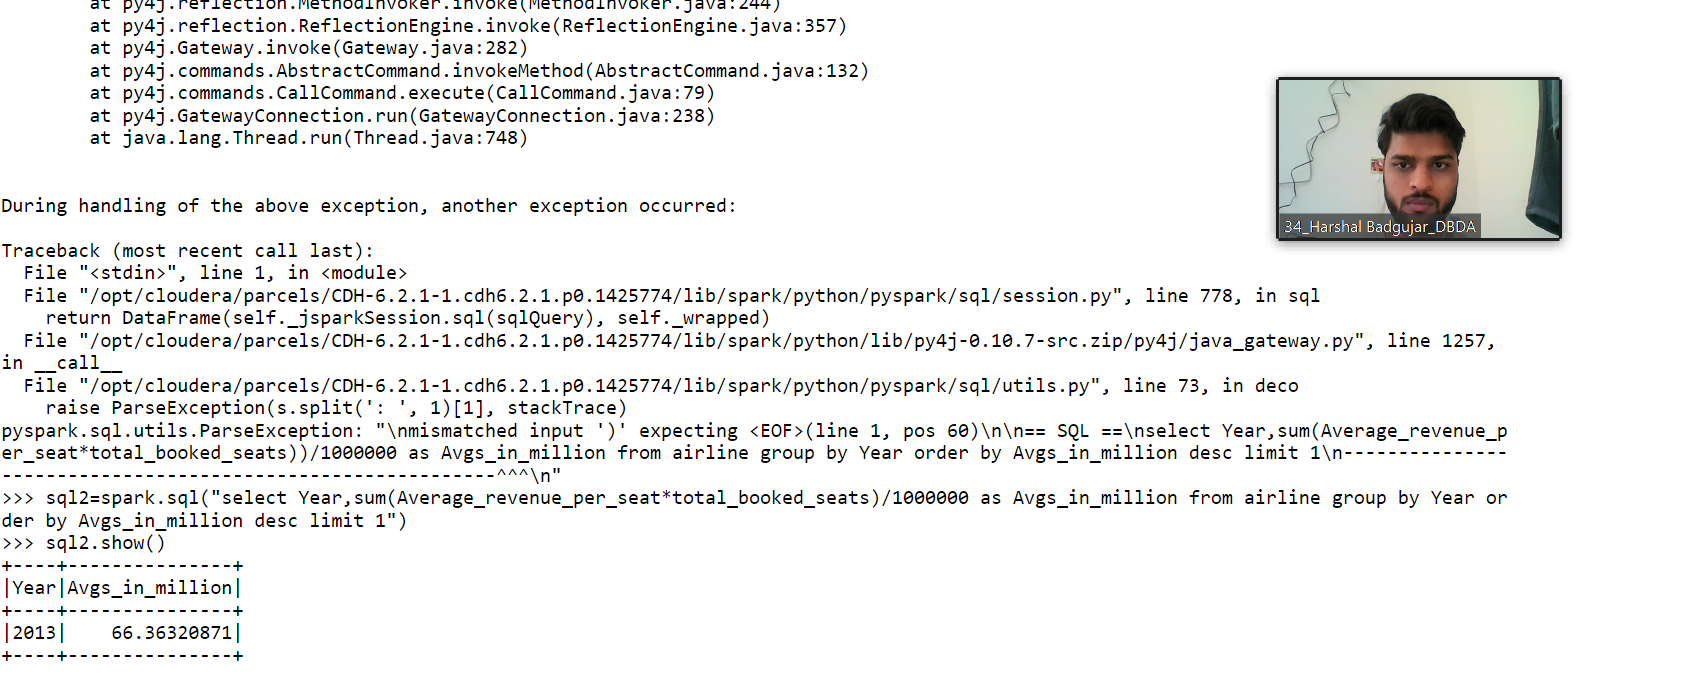 at py4j.reflection.MethodInvoker.invoke(MethodInvoker.java:244)
at py4j.reflection.ReflectionEngine.invoke(ReflectionEngine.java:357)
at py4j.Gateway.invoke(Gateway.java:282)
at py4j.commands.AbstractCommand.invokeMethod(AbstractCommand.java:132)
at py4j.commands.CallCommand.execute(CallCommand.java:79)
at py4j.GatewayConnection.run(GatewayConnection.java:238)
at java.lang.Thread.run(Thread.java:748)
34_Harshal Badgujar_DBDA
During handling of the above exception, another exception occurred:
Traceback (most recent call last):
File "<stdin>", line 1, in <module>
File "/opt/cloudera/parcels/CDH-6.2.1-1.cdh6.2.1.p0.1425774/lib/spark/python/pyspark/sql/session.py", line 778, in sql
return DataFrame(self._jsparkSession.sql(sqlQuery), self._wrapped)
File "/opt/cloudera/parcels/CDH-6.2.1-1.cdh6.2.1.p0.1425774/lib/spark/python/lib/py4j-0.10.7-src.zip/py4j/java_gateway.py", line 1257,
in __call__
File "/opt/cloudera/parcels/CDH-6.2.1-1.cdh6.2.1.p0.1425774/lib/spark/python/pyspark/sql/utils.py", line 73, in deco
raise ParseException(s.split(': ', 1)[1], stackTrace)
pyspark.sql.utils.ParseException: "\nmismatched input ')' expecting <EOF>(line 1, pos 60)\n\n== SQL ==\nselect Year,sum(Average_revenue_p
er_seat*total_booked_seats))/1000000 as Avgs_in_million from airline group by Year order by Avgs_in_million desc limit 1\n---------------
---------------------------------------------^^^\n"
>>> sql2=spark.sql("select Year,sum(Average_revenue_per_seat*total_booked_seats)/1000000 as Avgs_in_million from airline group by Year or
der by Avgs_in_million desc limit 1")
>>> sql2.show()
+----+---------------+
|Year|Avgs_in_million|
+----+---------------+
|2013|    66.36320871|
+----+---------------+